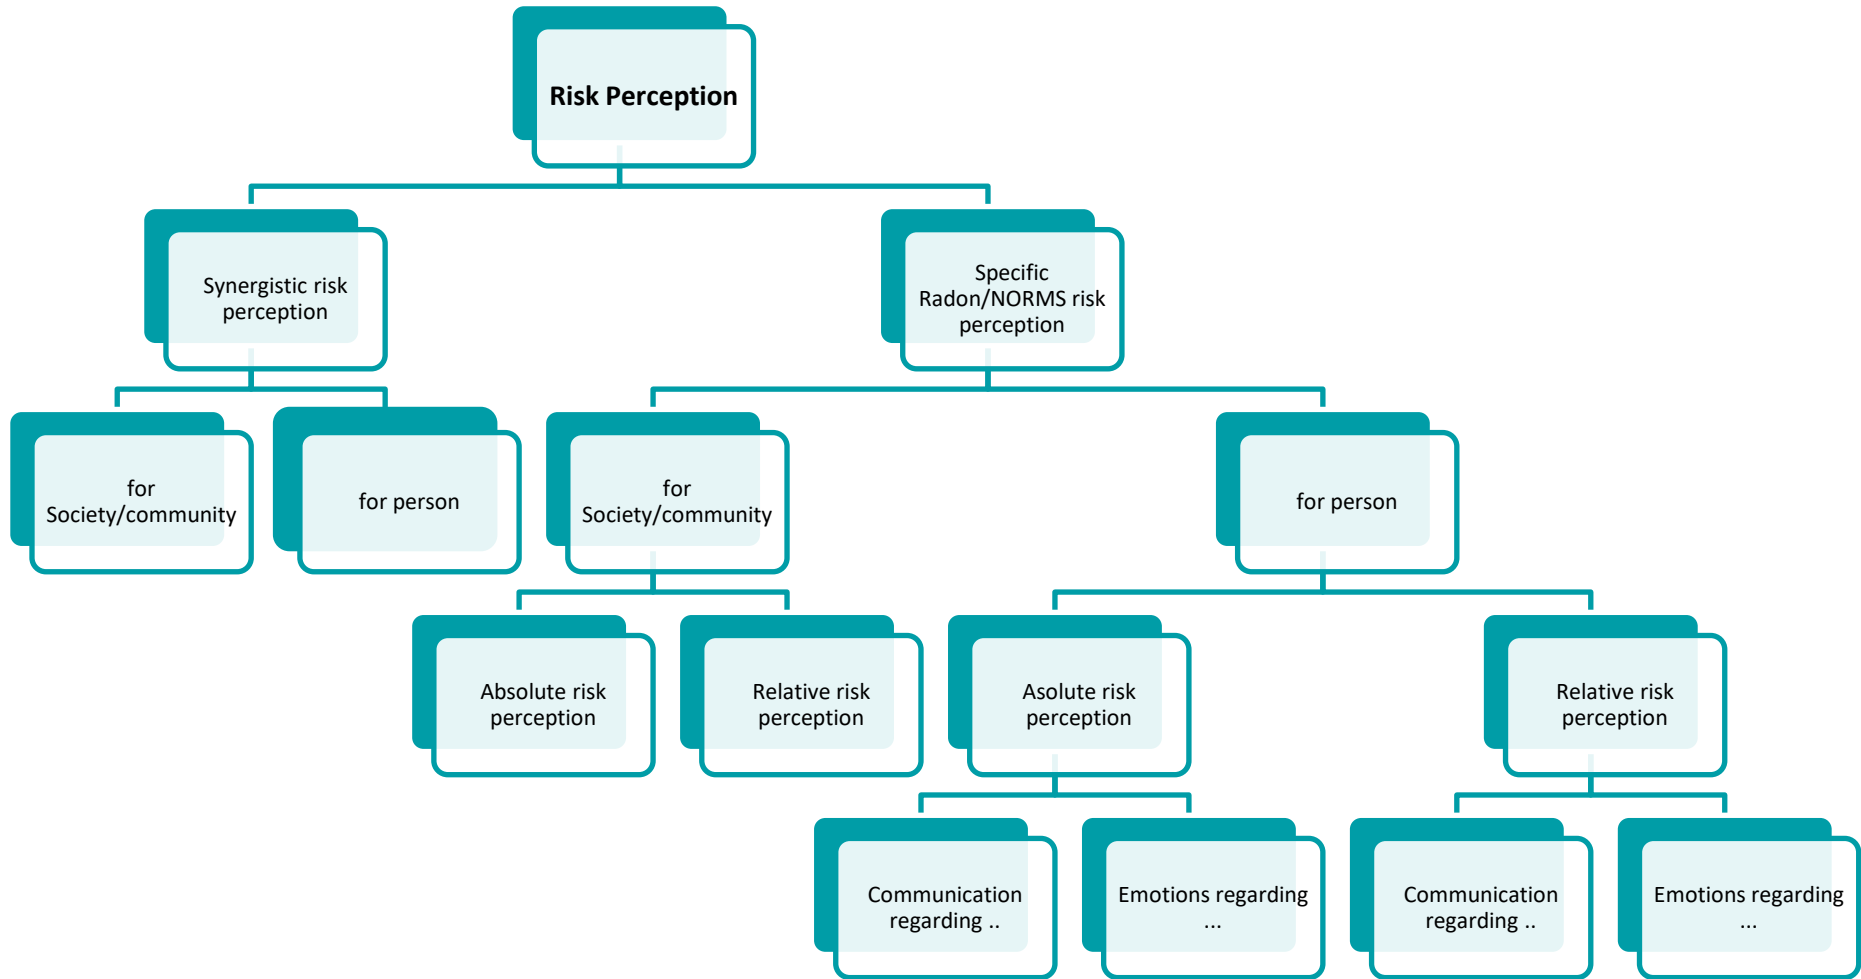 Risk Perception
Synergistic risk
perception
Specific
Radon/NORMS risk
perception
for
Society/community
for person
for
Society/community
for person
Absolute risk
perception
Relative risk
perception
Asolute risk
perception
Relative risk
perception
Communication
regarding ..
Emotions regarding
...
Communication
regarding ..
Emotions regarding
...